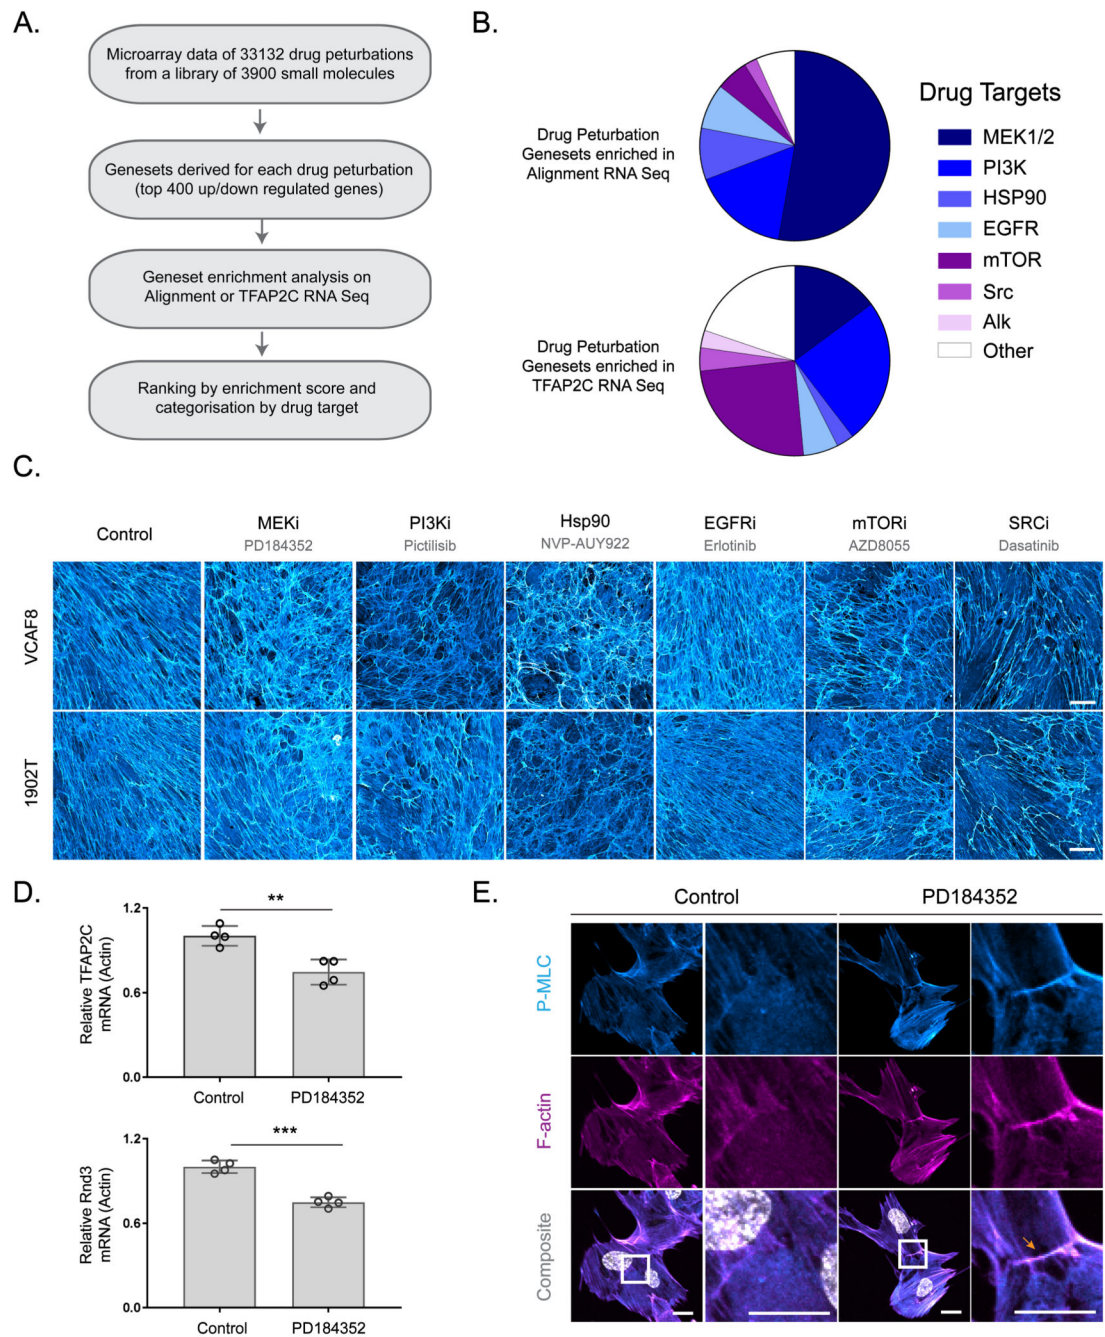 A.
Microarray data of 33132 drug peturbations
from a library of 3900 small molecules
Genesets derived for each drug peturbation
(top 400 up/down regulated genes)
Geneset enrichment analysis on
Alignment or TFAP2C RNA Seq
Ranking by enrichment score and
categorisation by drug target
B.
Drug Peturbation
Genesets enriched in
Alignment RNA Seq
Drug Peturbation
Genesets enriched in
TFAP2C RNA Seq
Drug Targets
MEK1/2
PI3K
HSP90
EGFR
mTOR
Src
Alk
Other
C.
Control
MEKi
PD184352
PI3Ki
Pictilisib
Hsp90
NVP-AUY922
EGFRi
Erlotinib
mTORi
AZD8055
SRCi
Dasatinib
VCAF8
1902T
D.
Relative TFAP2C
mRNA (Actin)
1.2
0.6
0.0
**
Control
PD184352
Relative Rnd3
mRNA (Actin)
1.2
0.6
0.0
***
Control
PD184352
E.
Control
PD184352
P-MLC
F-actin
Composite